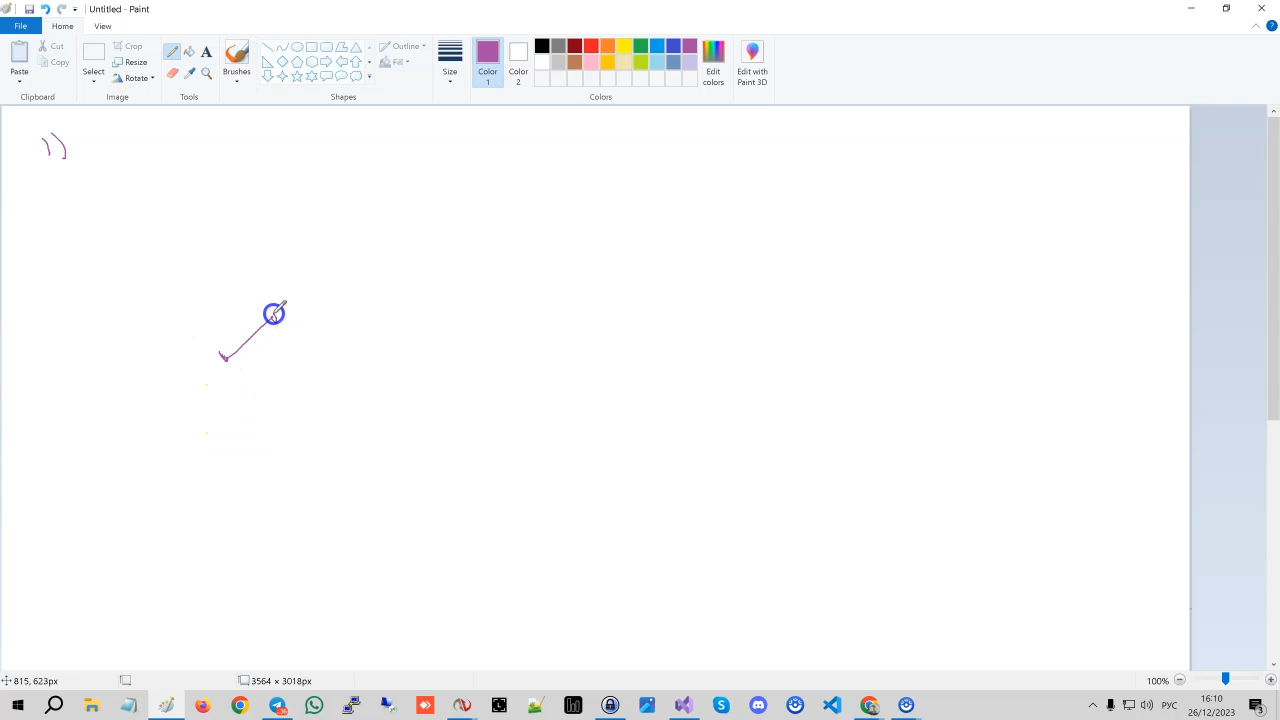 Untitled - Paint
File Home View
Paste
Cut
Copy
Clipboard
Select
Crop
Resize
Rotate
Image
Tools
Brushes
Shapes
Outline
Fill
Size
Color 1
Color 2
Colors
Edit colors
Edit with Paint 3D
815, 623px
3564 × 3018px
100%
14
РУС
16:10
26/12/2023
3